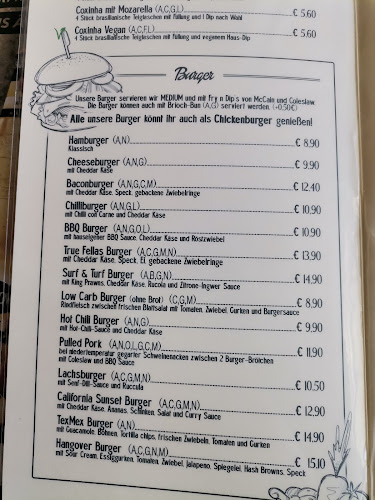 Coxinha mit Mozarella (A,C,G,L) € 5.60
4 Stück brasilianische Teigtaschen mit Füllung und 1 Dip nach Wahl
Coxinha Vegan (A,C,F,L) € 5.60
4 Stück brasilianische Teigtaschen mit Füllung und veganem Haus-Dip
Burger
Unsere Burger servieren wir MEDIUM und mit Fry n Dip s von McCain und Coleslaw.
Die Burger können auch mit Brioch-Bun (A,G) serviert werden. (+0,50€)
Alle unsere Burger könnt ihr auch als Chickenburger genießen!
Hamburger (A,N) € 8.90
Klassisch
Cheeseburger (A,N,G) € 9.90
mit Cheddar Käse
Baconburger (A,N,G,C,M) € 12.40
mit Cheddar Käse, Speck, gebackene Zwiebelringe
Chilliburger (A,N,G,L) € 10.90
mit Chilli con Carne und Cheddar Käse
BBQ Burger (A,N,G,O,L) € 10.90
mit hauseigener BBQ Sauce, Cheddar Käse und Röstzwiebel
True Fellas Burger (A,C,G,M,N) € 13.90
mit Cheddar Käse, Speck, Ei, gebackene Zwiebelringe
Surf & Turf Burger (A,B,G,N) € 14.90
mit King Prawns, Cheddar Käse, Rucola und Zitrone-Ingwer Sauce
Low Carb Burger (ohne Brot) (C,G,M) € 8.90
Rindfleisch zwischen frischen Blattsalat mit Tomaten, Zwiebel, Gurken und Burgersauce
Hot Chili Burger (A,N,G) € 9.90
mit Hot-Chili-Sauce und Cheddar Käse
Pulled Pork (A,N,O,L,G,C,M) € 11.90
bei niedertemperatur gegarter Schweinenacken zwischen 2 Burger-Brötchen
mit Coleslaw und BBQ Sauce
Lachsburger (A,C,G,M,N) € 10.50
mit Senf-Dill-Sauce und Ruccula
California Sunset Burger (A,C,G,M,N) € 12.90
mit Cheddar Käse, Ananas, Schinken, Salat und Curry Sauce
TexMex Burger (A,N) € 14.90
mit Guacamole, Bohnen, Tortilla chips, frischen Zwiebeln, Tomaten und Gurken
Hangover Burger (A,C,G,N,M) € 15.10
mit Sour Cream, Essiggurken, Tomaten, Zwiebel, Jalapeno, Spiegelei, Hash Browns, Speck